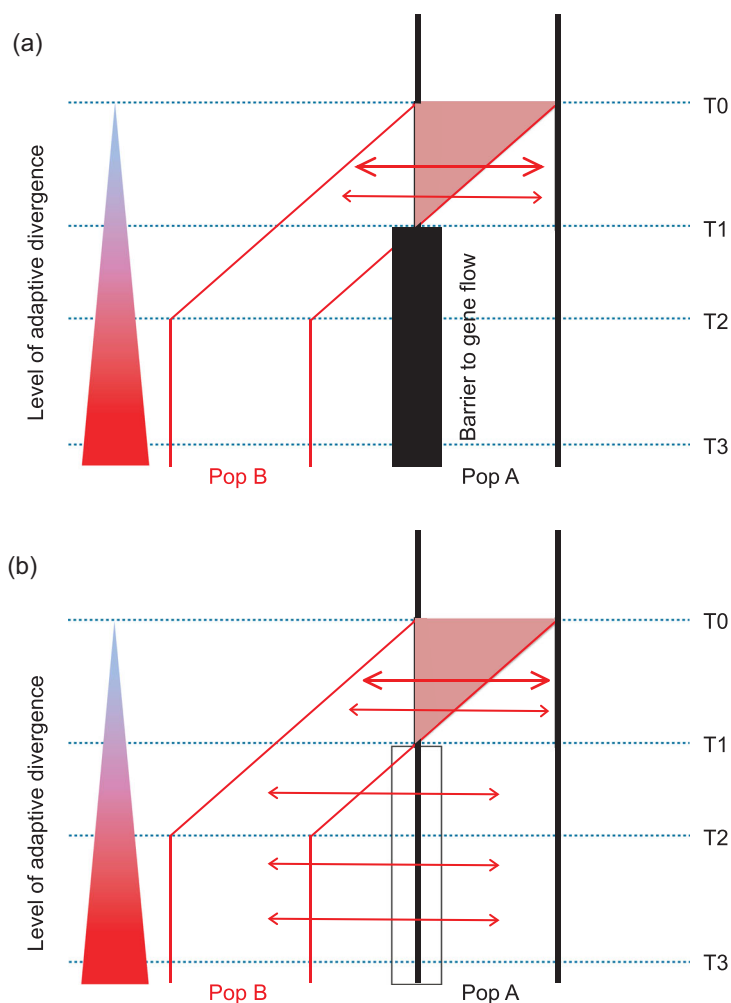 (a)
T0
T1
T2
T3
Level of adaptive divergence
Barrier to gene flow
Pop B
Pop A
(b)
T0
T1
T2
T3
Level of adaptive divergence
Pop B
Pop A